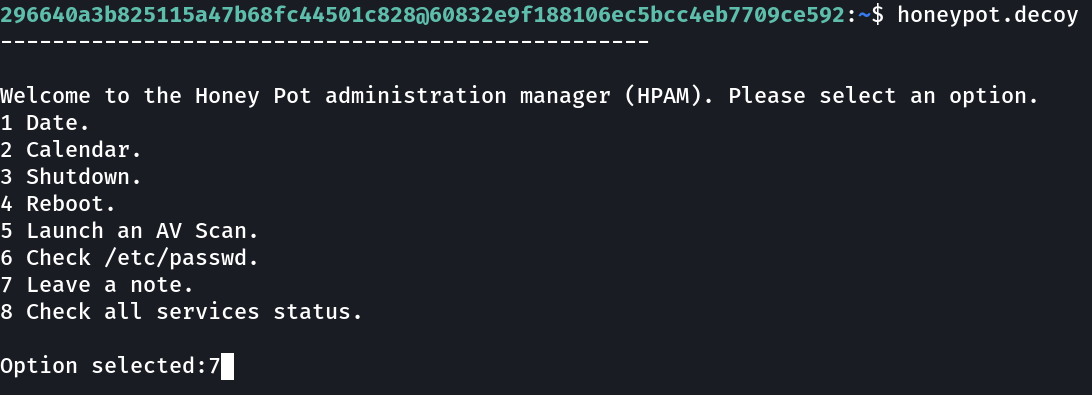 296640a3b825115a47b68fc44501c828@60832e9f188106ec5bcc4eb7709ce592:~$ honeypot.decoy
--------------------------------------------------
Welcome to the Honey Pot administration manager (HPAM). Please select an option.
1 Date.
2 Calendar.
3 Shutdown.
4 Reboot.
5 Launch an AV Scan.
6 Check /etc/passwd.
7 Leave a note.
8 Check all services status.
Option selected:7